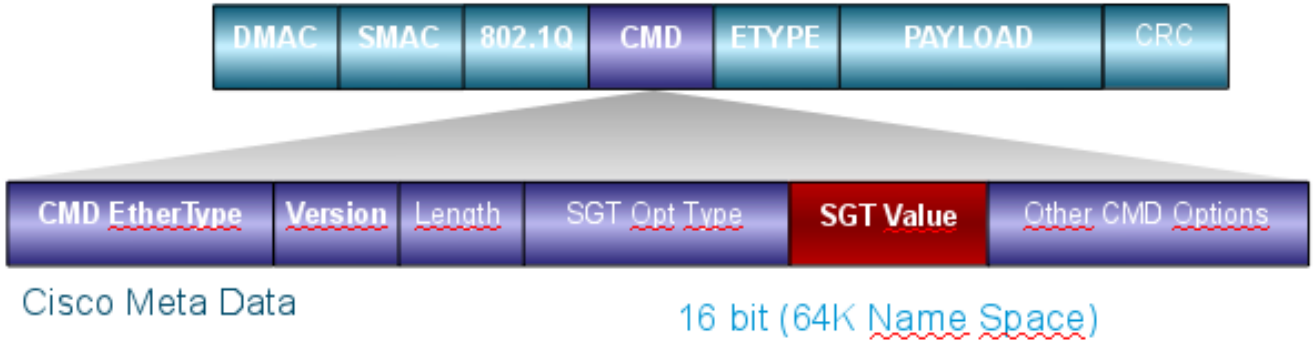 DMAC SMAC 802.1Q CMD ETYPE PAYLOAD CRC
CMD EtherType Version Length SGT Opt Type SGT Value Other CMD Options
Cisco Meta Data
16 bit (64K Name Space)